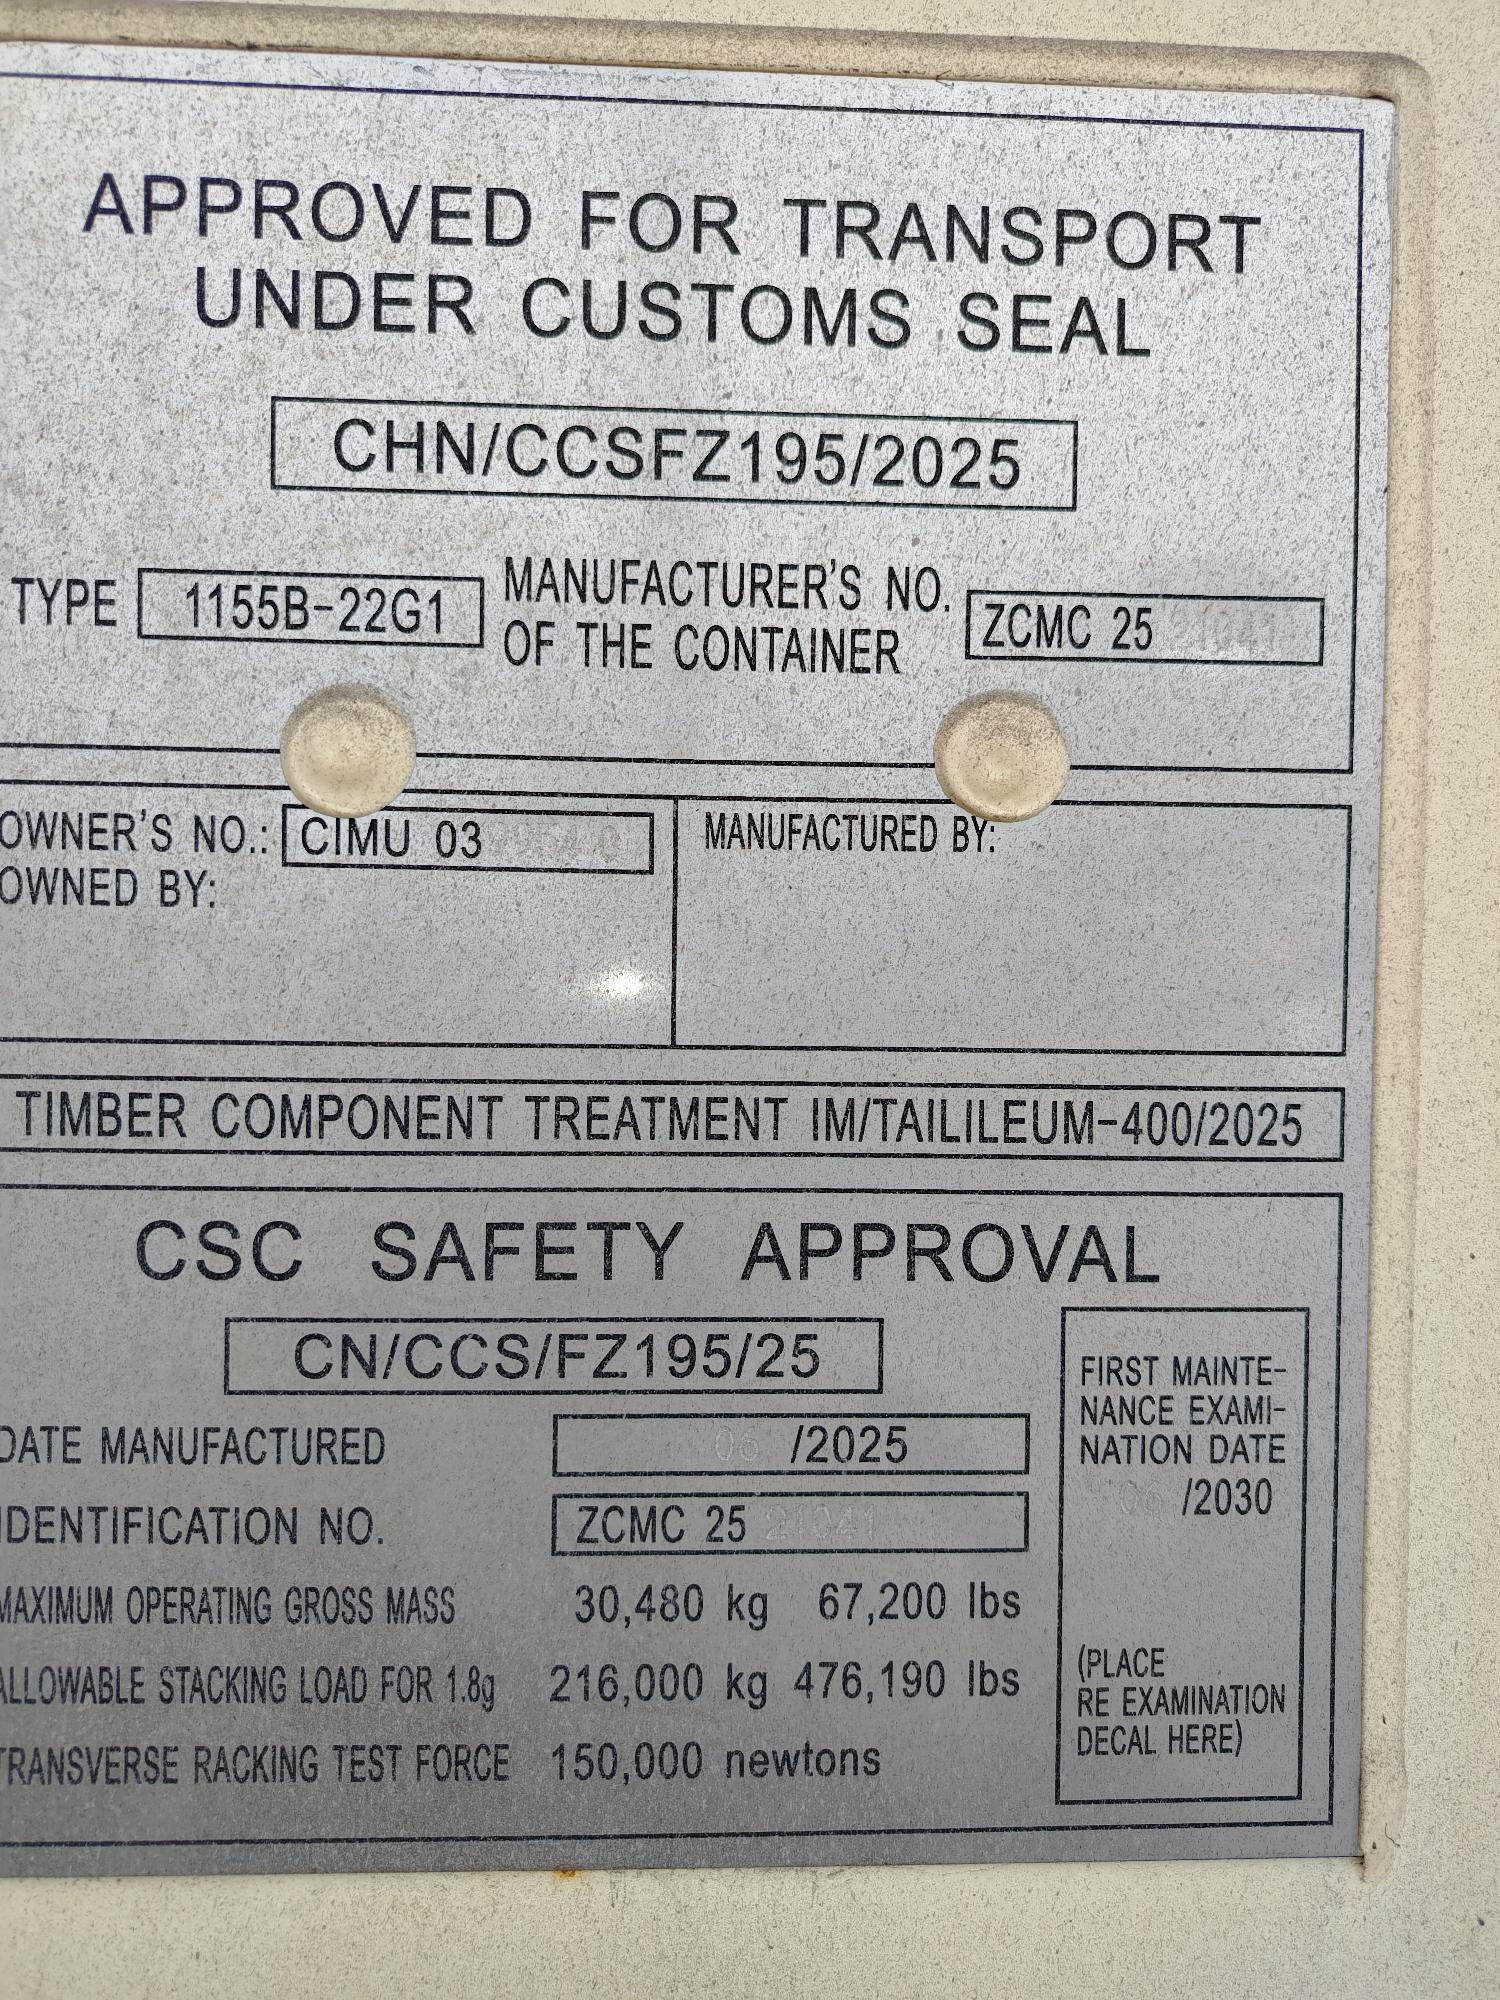 APPROVED FOR TRANSPORT
UNDER CUSTOMS SEAL
CHN/CCSFZ195/2025
TYPE 1155B-22G1 MANUFACTURER'S NO.
OF THE CONTAINER ZCMC 25 21041
OWNER'S NO.: CIMU 03
OWNED BY:
MANUFACTURED BY:
TIMBER COMPONENT TREATMENT IM/TAILILEUM-400/2025
CSC SAFETY APPROVAL
CN/CCS/FZ195/25
DATE MANUFACTURED 06 /2025
IDENTIFICATION NO. ZCMC 25 21041
MAXIMUM OPERATING GROSS MASS 30,480 kg 67,200 lbs
ALLOWABLE STACKING LOAD FOR 1.8g 216,000 kg 476,190 lbs
TRANSVERSE RACKING TEST FORCE 150,000 newtons
FIRST MAINTE-
NANCE EXAMI-
NATION DATE
06 /2030
(PLACE
RE EXAMINATION
DECAL HERE)